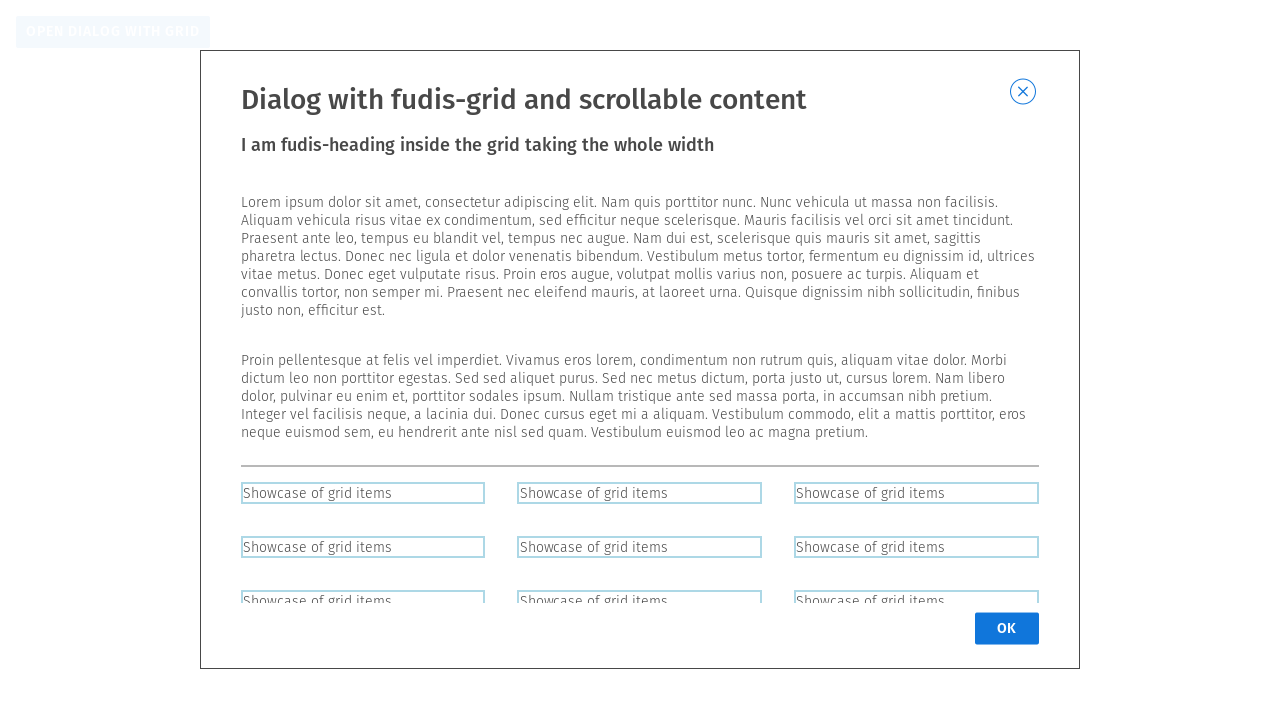 OPEN DIALOG WITH GRID
Dialog with fudis-grid and scrollable content
I am fudis-heading inside the grid taking the whole width
Lorem ipsum dolor sit amet, consectetur adipiscing elit. Nam quis porttitor nunc. Nunc vehicula ut massa non facilisis.
Aliquam vehicula risus vitae ex condimentum, sed efficitur neque scelerisque. Mauris facilisis vel orci sit amet tincidunt.
Praesent ante leo, tempus eu blandit vel, tempus nec augue. Nam dui est, scelerisque quis mauris sit amet, sagittis
pharetra lectus. Donec nec ligula et dolor venenatis bibendum. Vestibulum metus tortor, fermentum eu dignissim id, ultrices
vitae metus. Donec eget vulputate risus. Proin eros augue, volutpat mollis varius non, posuere ac turpis. Aliquam et
convallis tortor, non semper mi. Praesent nec eleifend mauris, at laoreet urna. Quisque dignissim nibh sollicitudin, finibus
justo non, efficitur est.
Proin pellentesque at felis vel imperdiet. Vivamus eros lorem, condimentum non rutrum quis, aliquam vitae dolor. Morbi
dictum leo non porttitor egestas. Sed sed aliquet purus. Sed nec metus dictum, porta justo ut, cursus lorem. Nam libero
dolor, pulvinar eu enim et, porttitor sodales ipsum. Nullam tristique ante sed massa porta, in accumsan nibh pretium.
Integer vel facilisis neque, a lacinia dui. Donec cursus eget mi a aliquam. Vestibulum commodo, elit a mattis porttitor, eros
neque euismod sem, eu hendrerit ante nisl sed quam. Vestibulum euismod leo ac magna pretium.
Showcase of grid items Showcase of grid items Showcase of grid items
Showcase of grid items Showcase of grid items Showcase of grid items
Showcase of grid items Showcase of grid items Showcase of grid items
OK